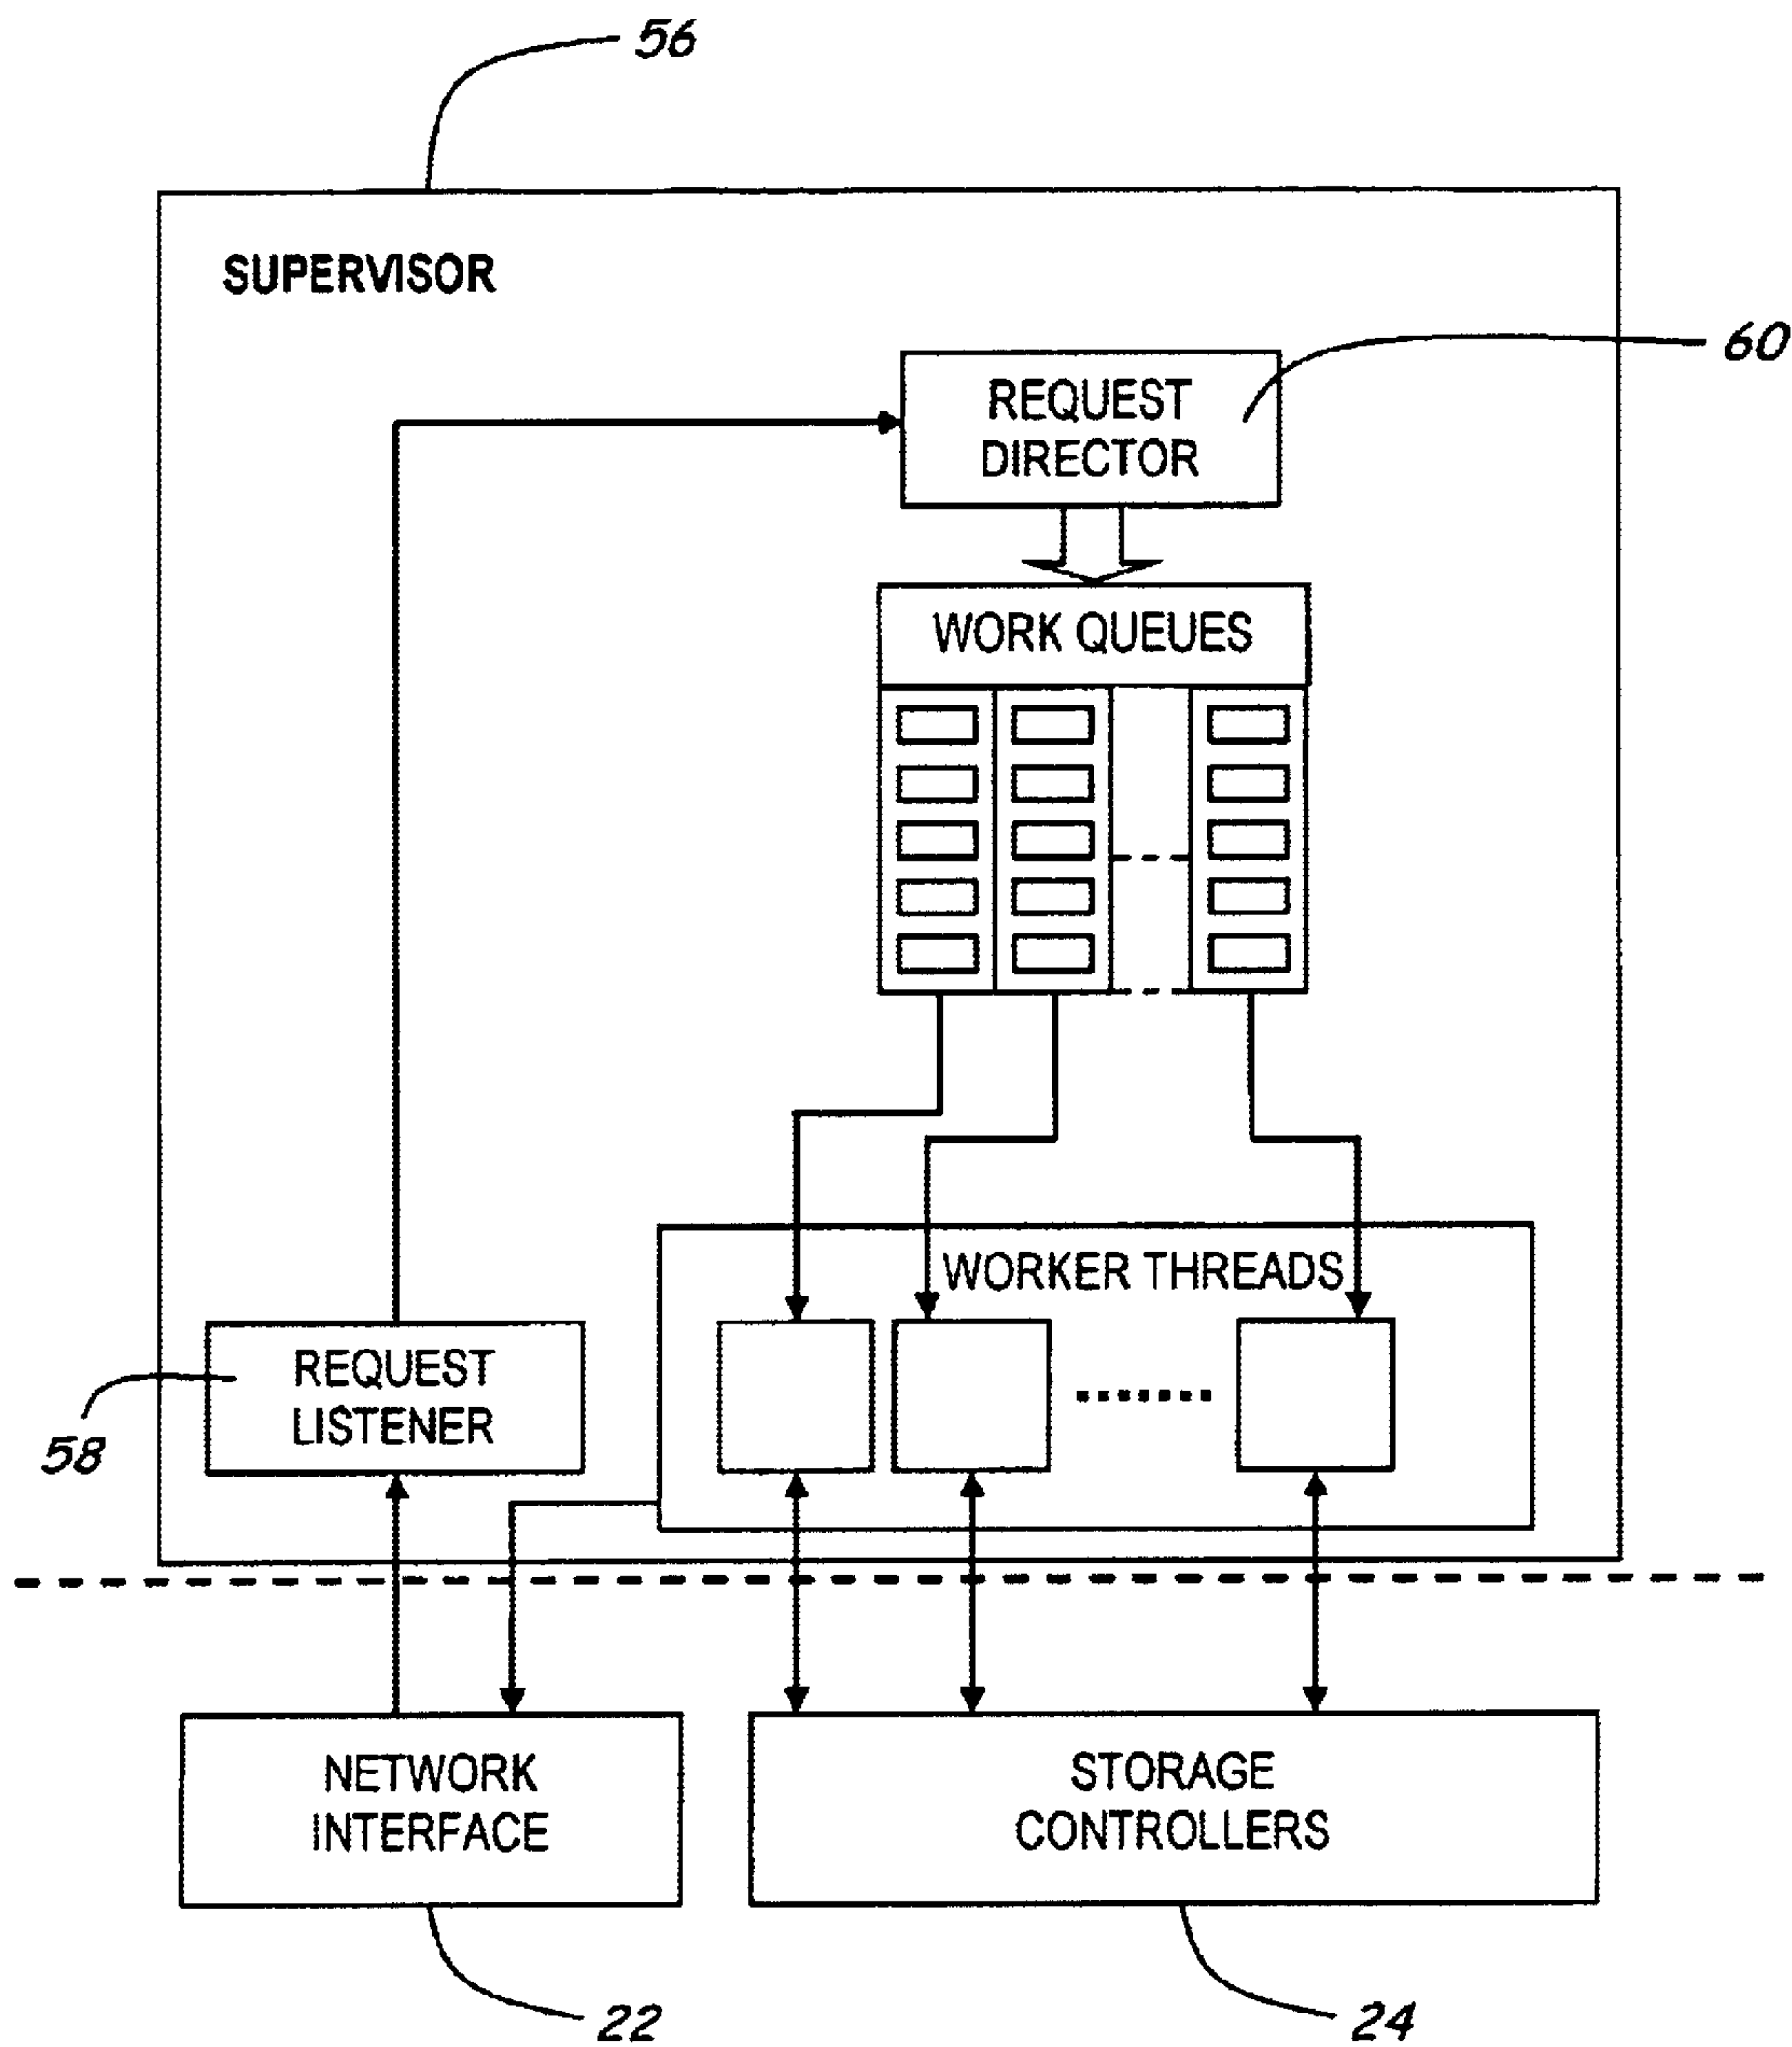 56
SUPERVISOR
60
REQUEST
DIRECTOR
WORK QUEUES
WORKER THREADS
REQUEST
LISTENER
58
NETWORK
INTERFACE
STORAGE
CONTROLLERS
22
24